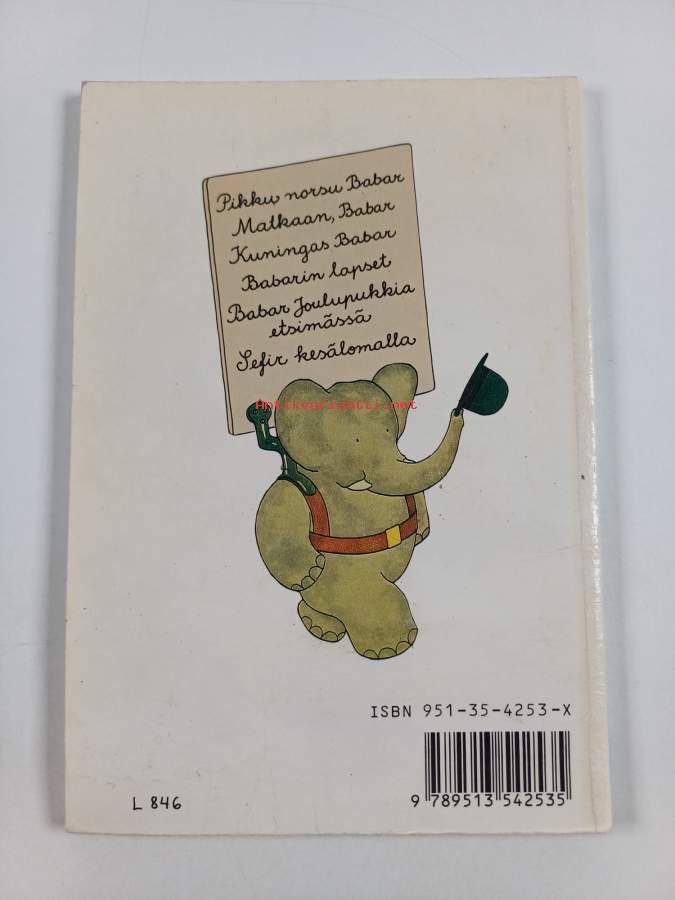 Pikku norsu Babar
Matkaan, Babar
Kuningas Babar
Babarin lapset
Babar Joulupukkia
etsimässä
Sefir kesälomalla
Antikvariaatti.net
ISBN 951-35-4253-X
9 789513 542535
L 846